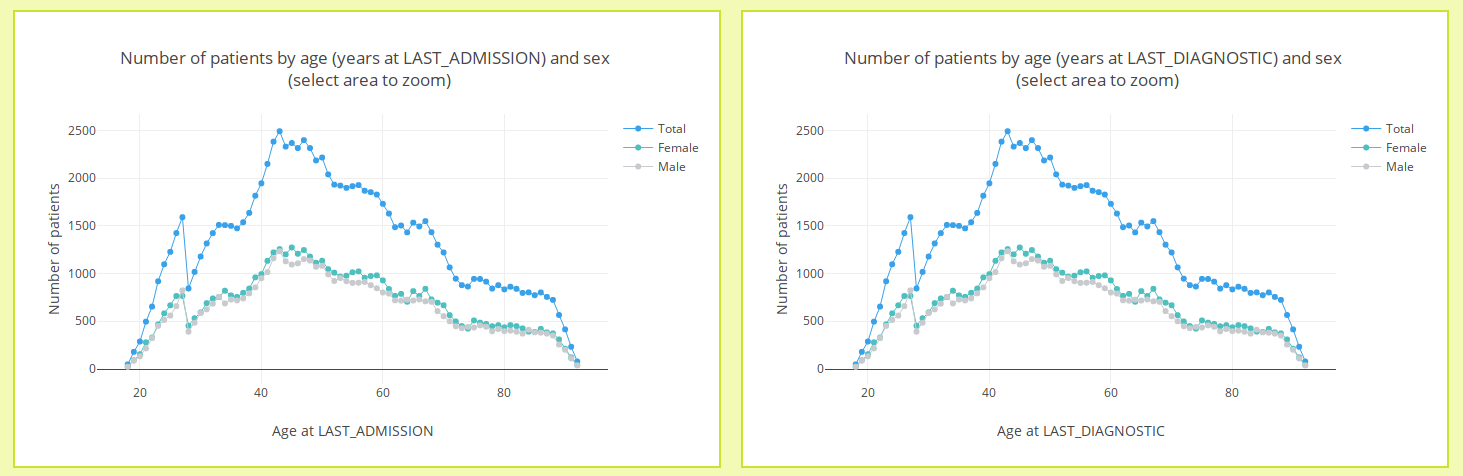 Number of patients by age (years at LAST_ADMISSION) and sex
(select area to zoom)
2500
2000
1500
1000
500
0
Number of patients
20 40 60 80
Age at LAST_ADMISSION
Total
Female
Male
Number of patients by age (years at LAST_DIAGNOSTIC) and sex
(select area to zoom)
2500
2000
1500
1000
500
0
Number of patients
20 40 60 80
Age at LAST_DIAGNOSTIC
Total
Female
Male